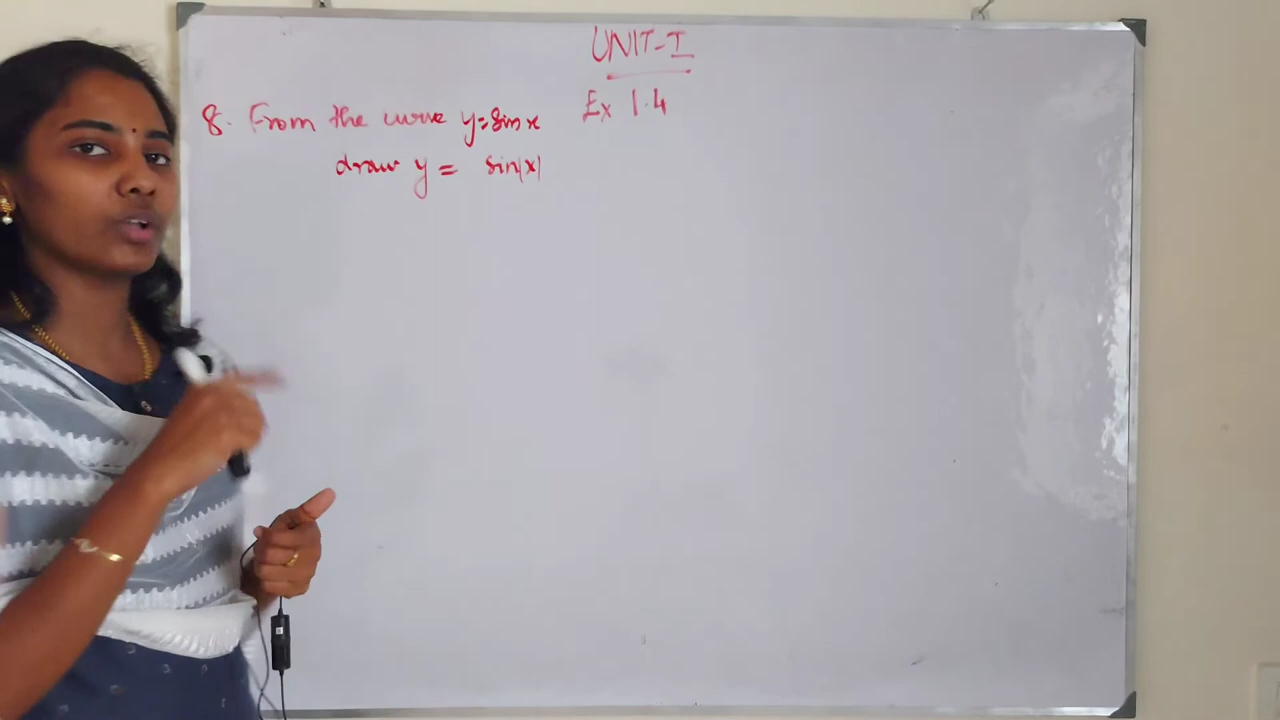 UNIT-I
Ex 1.4
8. From the curve y=sin x
draw y = sin|x|